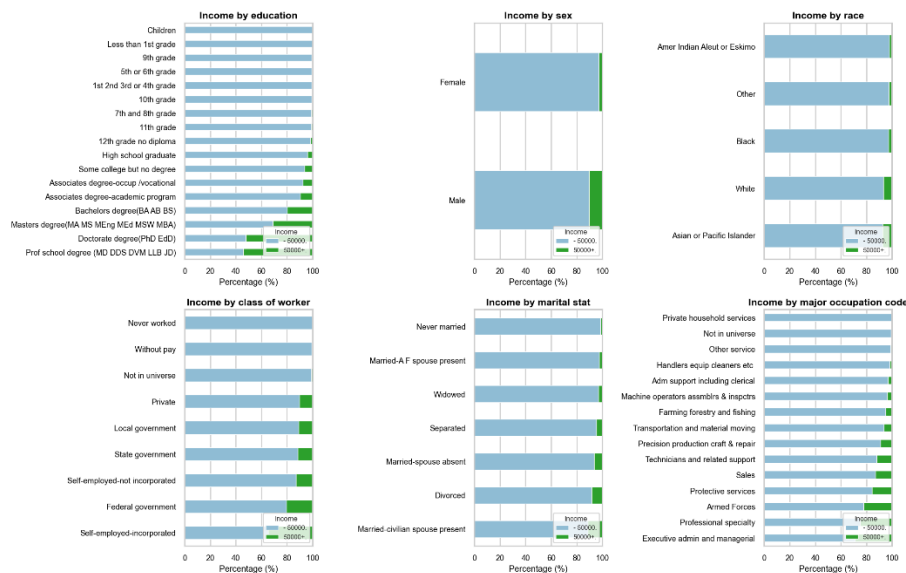 Income by education
Children
Less than 1st grade
9th grade
5th or 6th grade
1st 2nd 3rd or 4th grade
10th grade
7th and 8th grade
11th grade
12th grade no diploma
High school graduate
Some college but no degree
Associates degree-occup /vocational
Associates degree-academic program
Bachelors degree(BA AB BS)
Masters degree(MA MS MEng MEd MSW MBA)
Doctorate degree(PhD EdD)
Prof school degree (MD DDS DVM LLB JD)
Income
- 50000.
50000+
0 20 40 60 80 100
Percentage (%)
Income by sex
Female
Male
Income
- 50000.
50000+
0 20 40 60 80 100
Percentage (%)
Income by race
Amer Indian Aleut or Eskimo
Other
Black
White
Asian or Pacific Islander
Income
- 50000.
50000+
0 20 40 60 80 100
Percentage (%)
Income by class of worker
Never worked
Without pay
Not in universe
Private
Local government
State government
Self-employed-not incorporated
Federal government
Self-employed-incorporated
Income
- 50000.
50000+
0 20 40 60 80 100
Percentage (%)
Income by marital stat
Never married
Married-A F spouse present
Widowed
Separated
Married-spouse absent
Divorced
Married-civilian spouse present
Income
- 50000.
50000+
0 20 40 60 80 100
Percentage (%)
Income by major occupation code
Private household services
Not in universe
Other service
Handlers equip cleaners etc
Adm support including clerical
Machine operators assmblrs & inspctrs
Farming forestry and fishing
Transportation and material moving
Precision production craft & repair
Technicians and related support
Sales
Protective services
Armed Forces
Professional specialty
Executive admin and managerial
Income
- 50000.
50000+
0 20 40 60 80 100
Percentage (%)